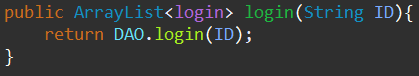 public ArrayList<login> login(String ID){
    return DAO.login(ID);
}